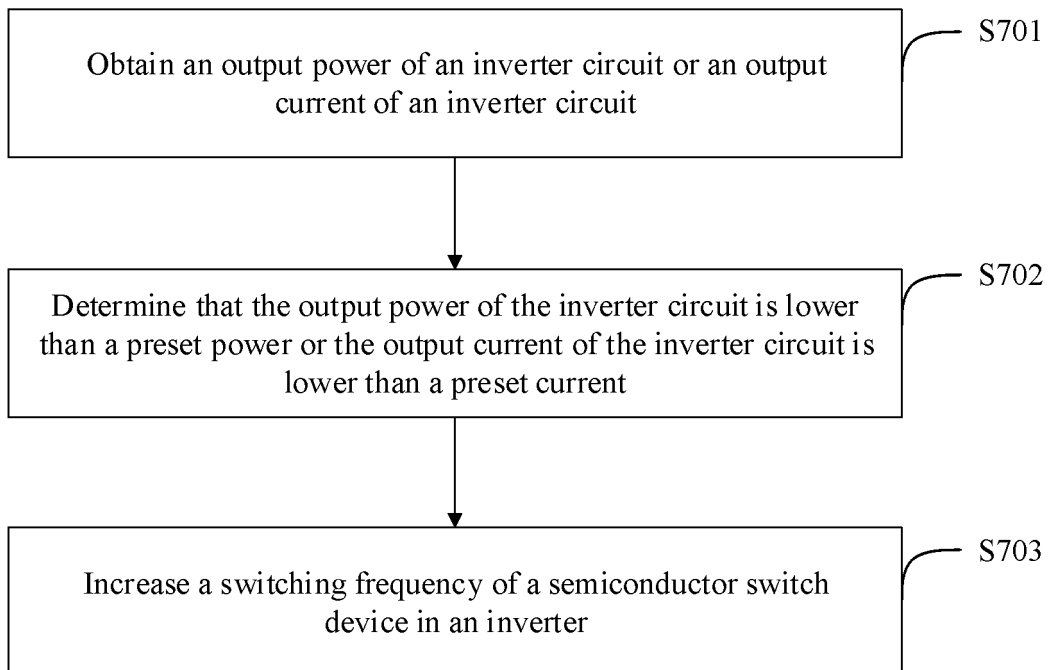 S701
Obtain an output power of an inverter circuit or an output
current of an inverter circuit
S702
Determine that the output power of the inverter circuit is lower
than a preset power or the output current of the inverter circuit is
lower than a preset current
S703
Increase a switching frequency of a semiconductor switch
device in an inverter